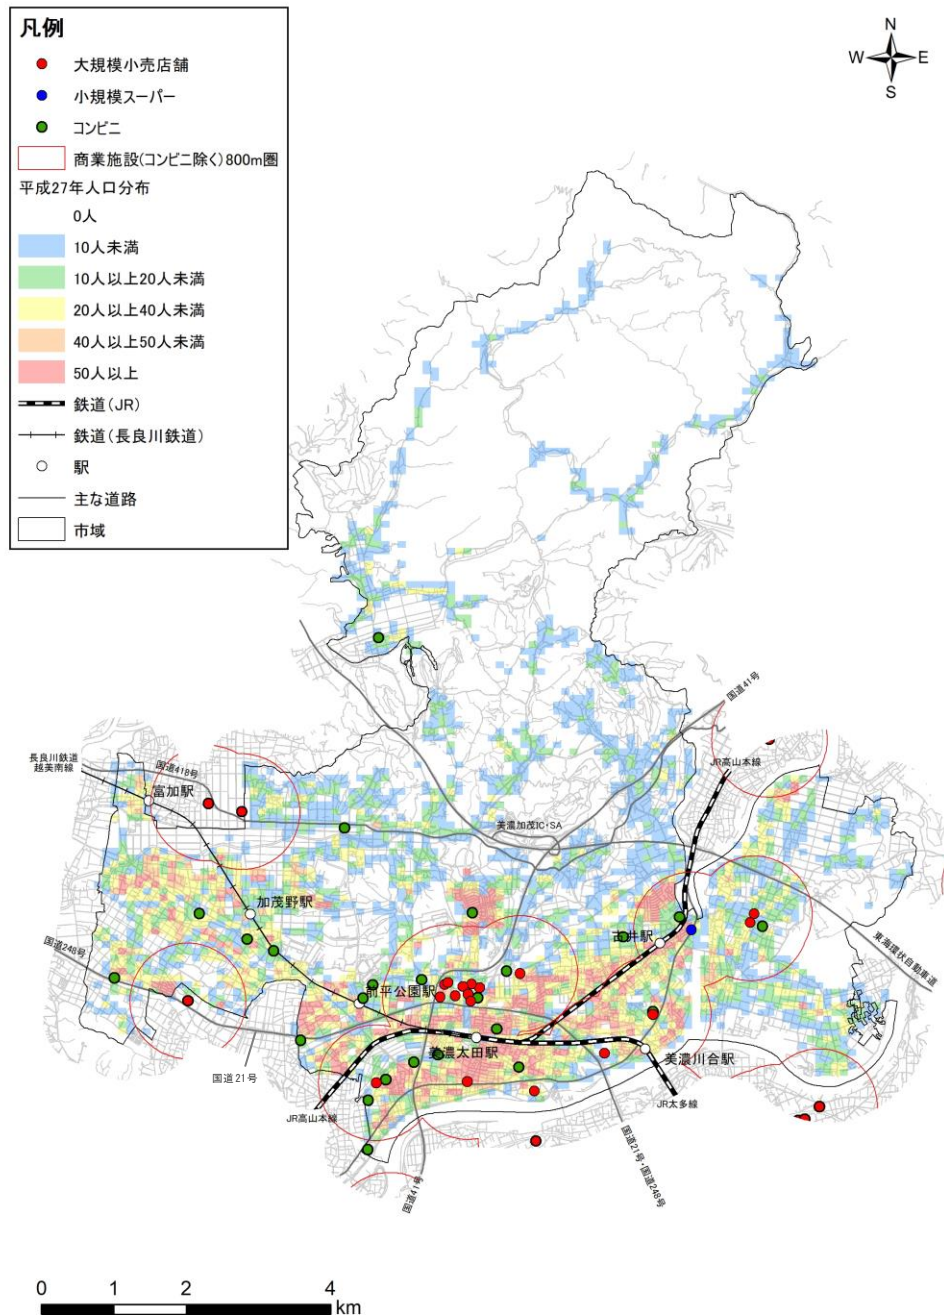 凡例
大規模小売店舗
小規模スーパー
コンビニ
商業施設(コンビニ除く)800m圏
平成27年人口分布
0人
10人未満
10人以上20人未満
20人以上40人未満
40人以上50人未満
50人以上
鉄道(JR)
鉄道(長良川鉄道)
駅
主な道路
市域
N
W
E
S
国道41号
長良川鉄道
越美南線
国道418号
富加駅
JR高山本線
美濃加茂IC・SA
加茂野駅
古井駅
国道248号
東海環状自動車道
前平公園駅
美濃太田駅
美濃川合駅
国道21号
JR高山本線
JR太多線
国道41号
国道21号・国道248号
0 1 2 4
km